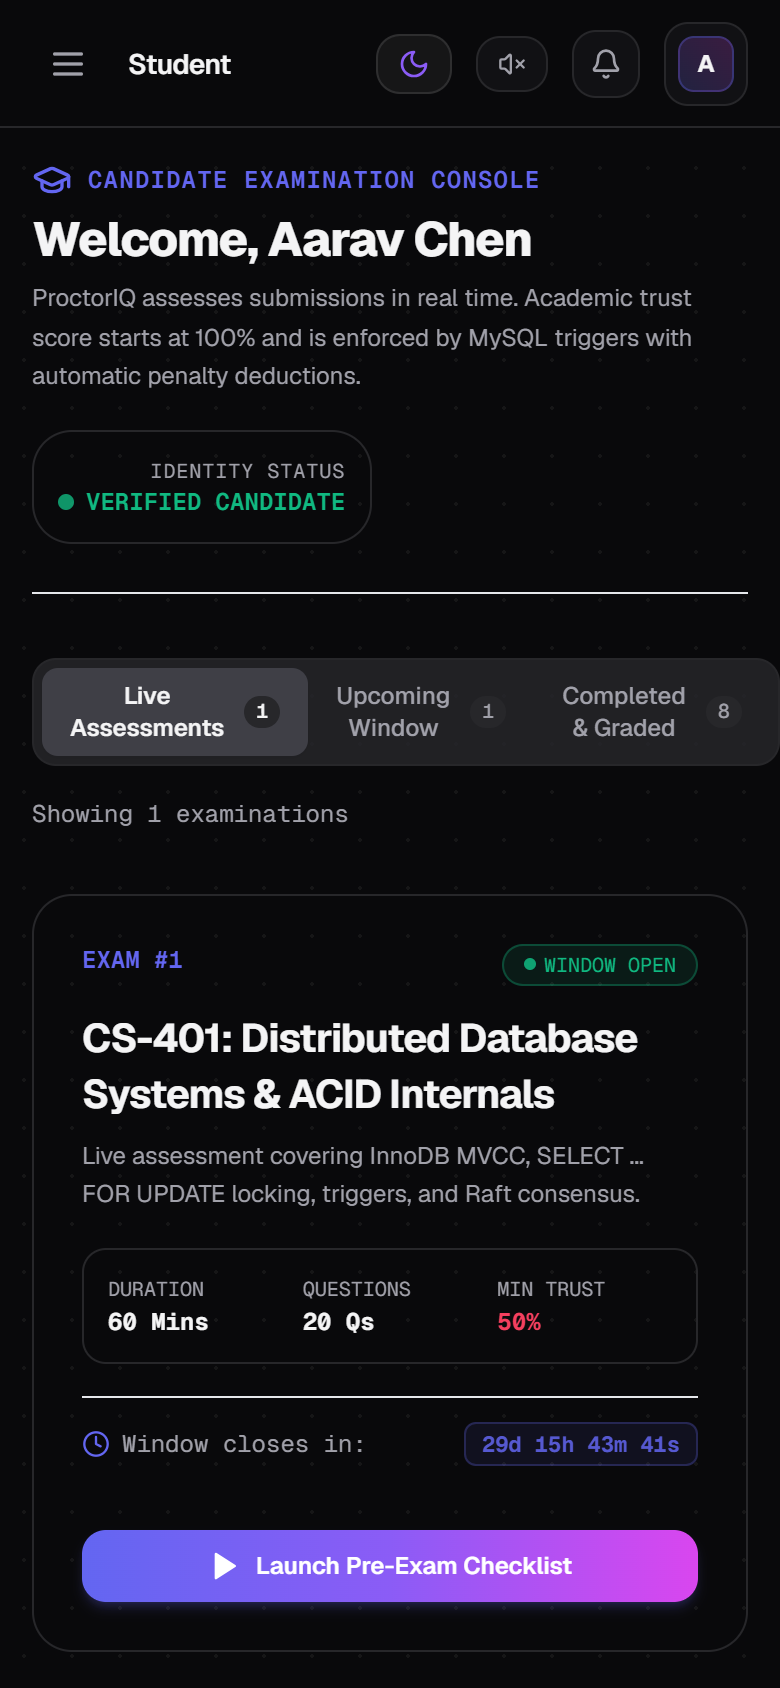 Student
A
CANDIDATE EXAMINATION CONSOLE
Welcome, Aarav Chen
ProctorIQ assesses submissions in real time. Academic trust
score starts at 100% and is enforced by MySQL triggers with
automatic penalty deductions.
IDENTITY STATUS
VERIFIED CANDIDATE
Live
Assessments
1
Upcoming
Window
1
Completed
& Graded
8
Showing 1 examinations
EXAM #1
WINDOW OPEN
CS-401: Distributed Database
Systems & ACID Internals
Live assessment covering InnoDB MVCC, SELECT ...
FOR UPDATE locking, triggers, and Raft consensus.
DURATION
60 Mins
QUESTIONS
20 Qs
MIN TRUST
50%
Window closes in:
29d 15h 43m 41s
Launch Pre-Exam Checklist